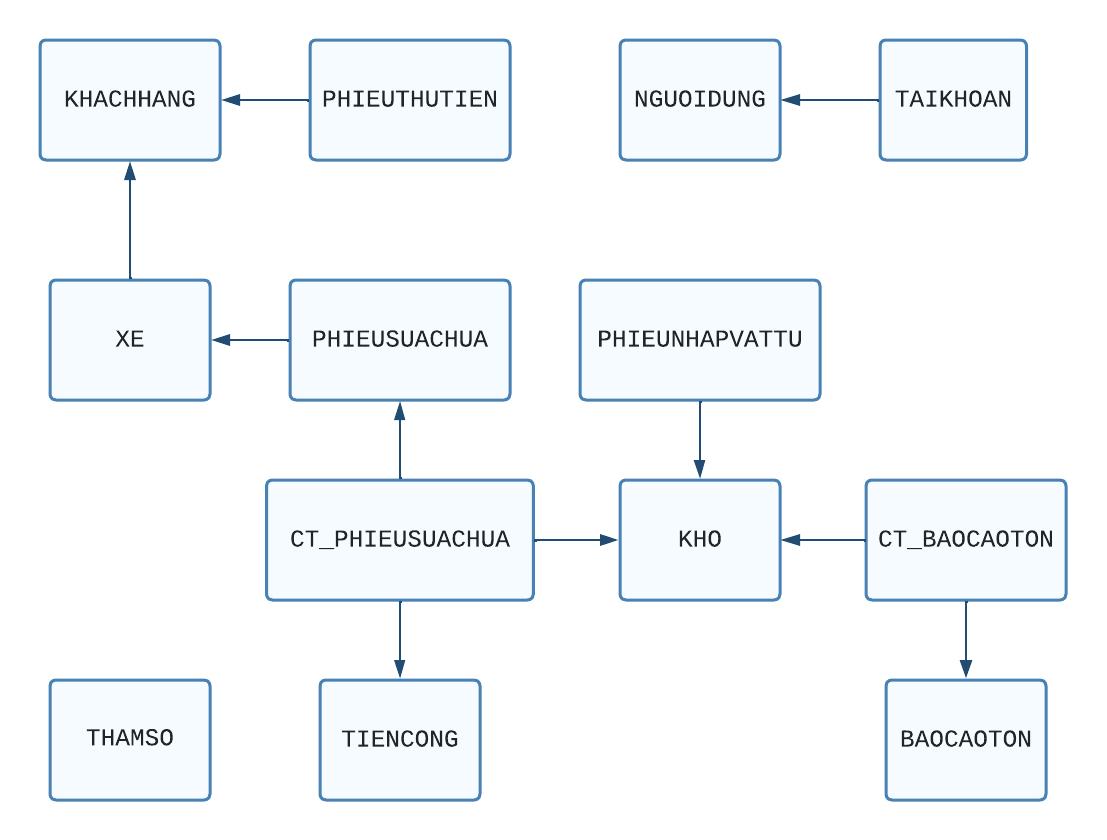 KHACHHANG
PHIEUTHUTIEN
NGUOIDUNG
TAIKHOAN
XE
PHIEUSUACHUA
PHIEUNHAPVATTU
CT_PHIEUSUACHUA
KHO
CT_BAOCAOTON
THAMSO
TIENCONG
BAOCAOTON